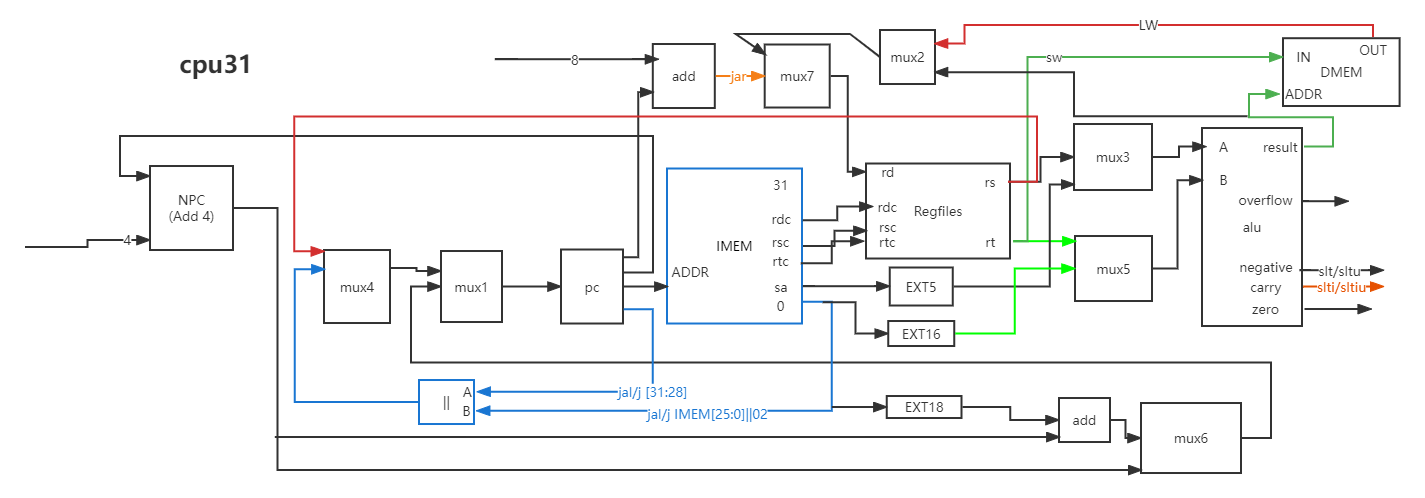 LW
OUT
cpu31
8
add
jar
mux7
mux2
sw
IN
DMEM
ADDR
mux3
A
result
B
NPC
(Add 4)
4
31
rdc
rsc
rtc
IMEM
ADDR
sa
0
rd
rs
rdc
Regfiles
rsc
rtc
rt
overflow
alu
negative
carry
zero
slt/sltu
slti/sltiu
mux4
mux1
pc
EXT5
mux5
EXT16
||
A
B
jal/j [31:28]
jal/j IMEM[25:0]||02
EXT18
add
mux6